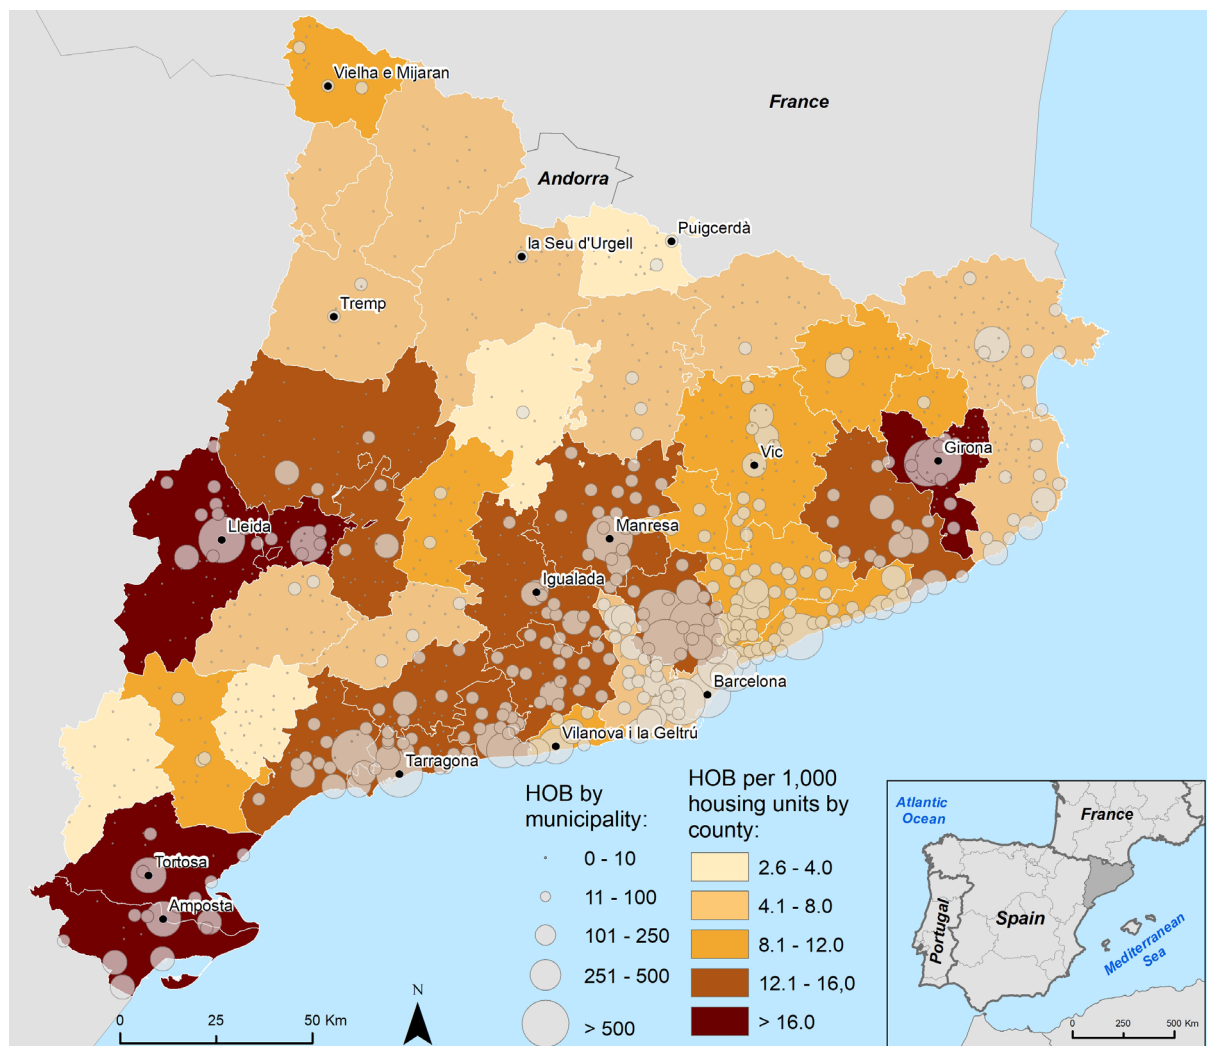 Vielha e Mijaran
France
Andorra
Puigcerdà
la Seu d'Urgell
Tremp
Vic
Girona
Lleida
Manresa
Igualada
Barcelona
Vilanova i la Geltrú
Tarragona
Tortosa
Amposta
HOB by
municipality:
0 - 10
11 - 100
101 - 250
251 - 500
> 500
HOB per 1,000
housing units by
county:
2.6 - 4.0
4.1 - 8.0
8.1 - 12.0
12.1 - 16,0
> 16.0
0 25 50 Km
N
Atlantic
Ocean
France
Portugal
Spain
Mediterranean
Sea
0 250 500 Km